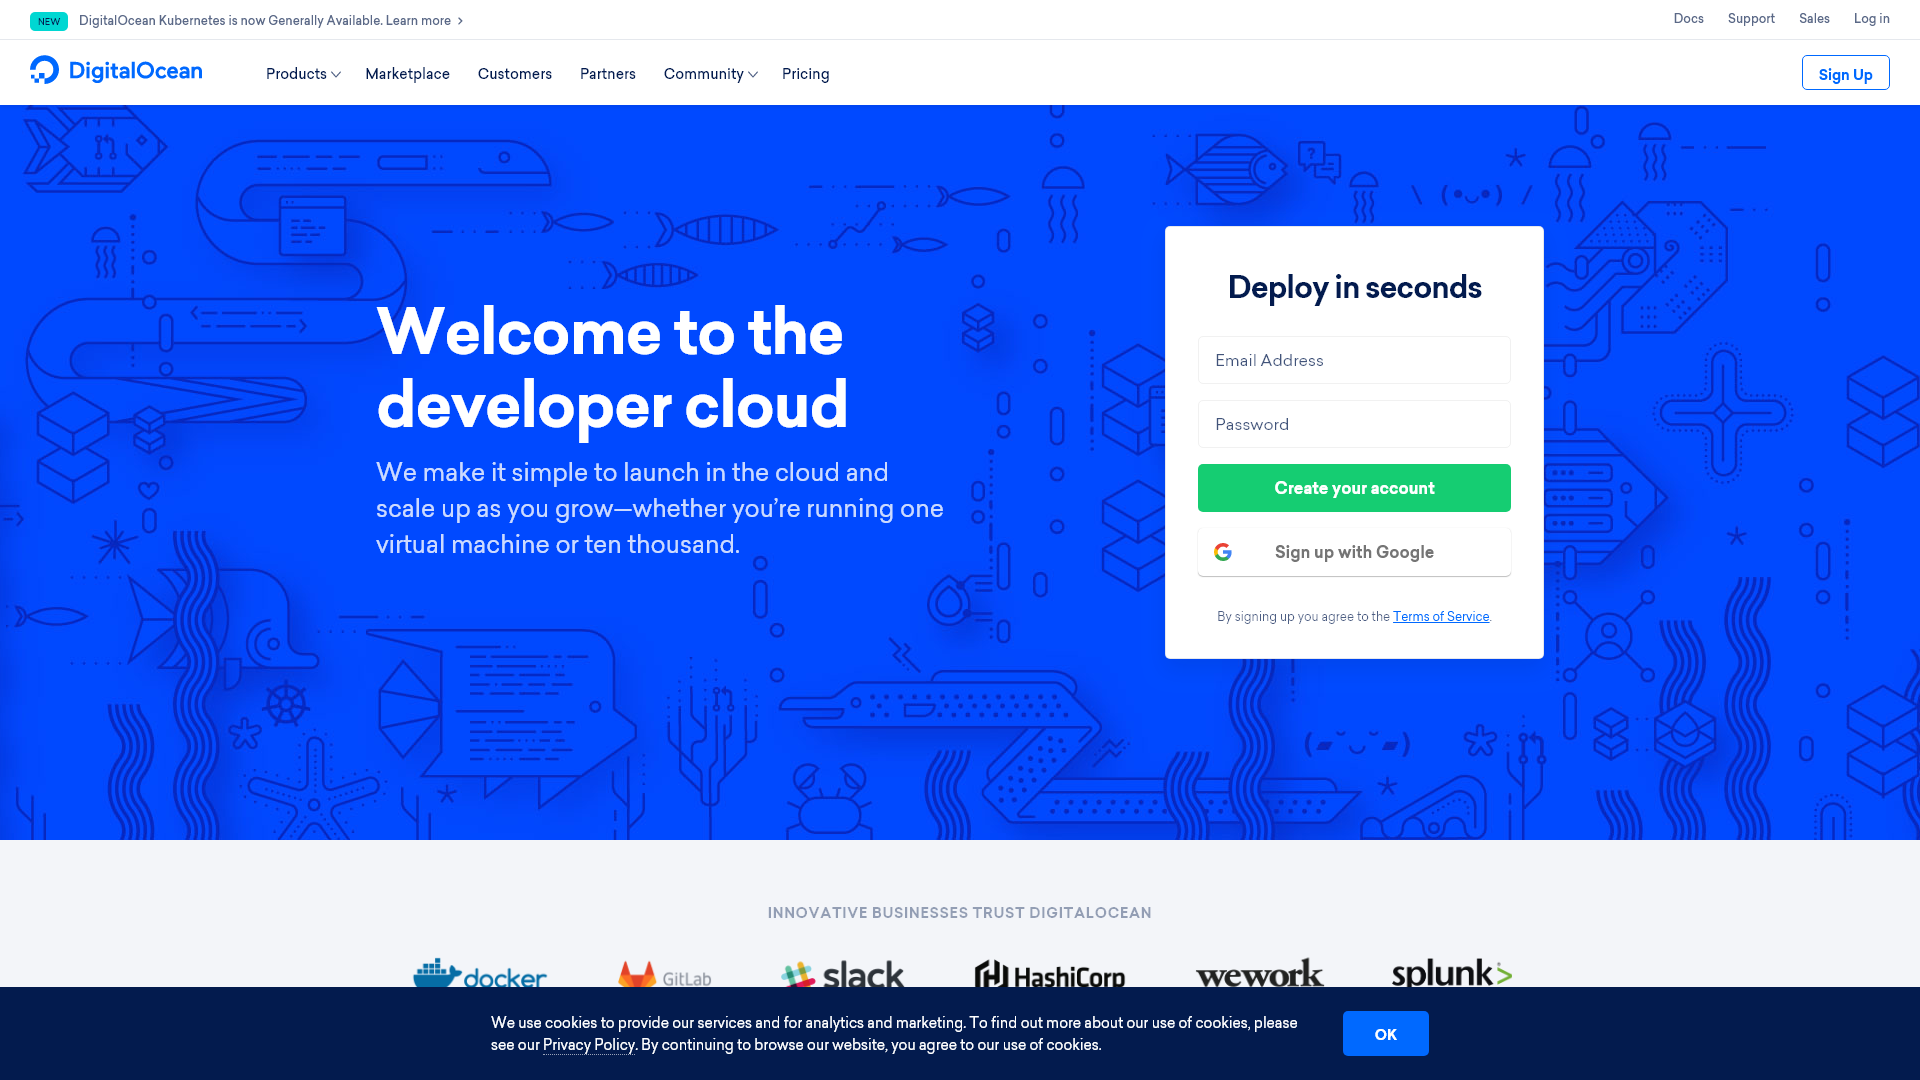 NEW DigitalOcean Kubernetes is now Generally Available. Learn more
Docs Support Sales Log in
DigitalOcean Products Marketplace Customers Partners Community Pricing Sign Up
Welcome to the
developer cloud
We make it simple to launch in the cloud and
scale up as you grow—whether you’re running one
virtual machine or ten thousand.
Deploy in seconds
Email Address
Password
Create your account
Sign up with Google
By signing up you agree to the Terms of Service.
INNOVATIVE BUSINESSES TRUST DIGITALOCEAN
docker GitLab slack HashiCorp wework splunk>
We use cookies to provide our services and for analytics and marketing. To find out more about our use of cookies, please
see our Privacy Policy. By continuing to browse our website, you agree to our use of cookies.
OK